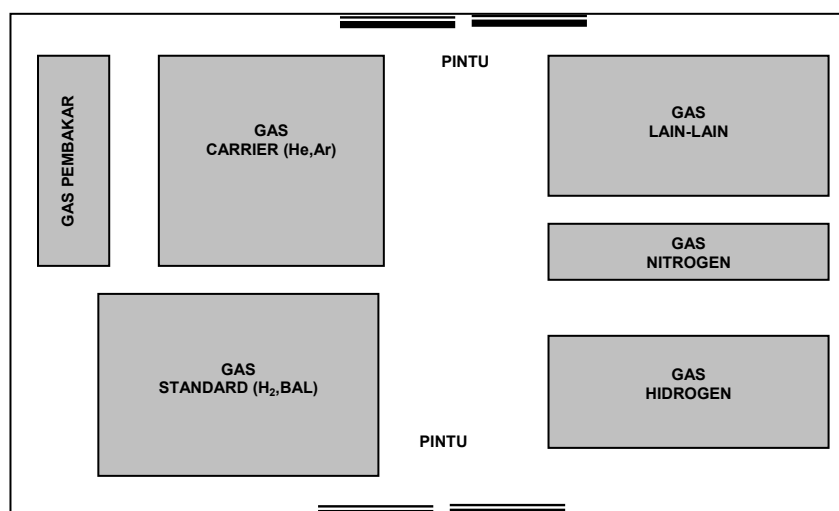 PINTU
GAS PEMBAKAR
GAS
CARRIER (He,Ar)
GAS
LAIN-LAIN
GAS
NITROGEN
GAS
STANDARD (H₂,BAL)
GAS
HIDROGEN
PINTU